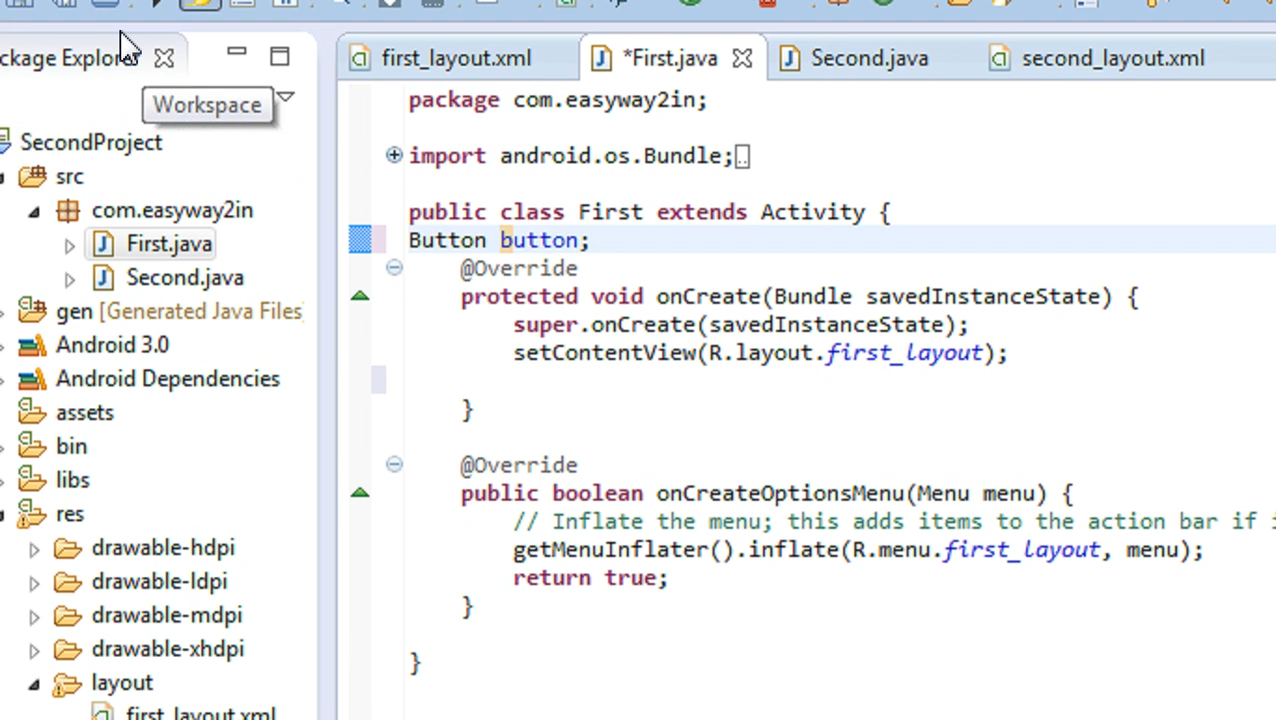 first_layout.xml
*First.java
Second.java
second_layout.xml
ckage Explor
Workspace
SecondProject
src
com.easyway2in
First.java
Second.java
gen [Generated Java Files
Android 3.0
Android Dependencies
assets
bin
libs
res
drawable-hdpi
drawable-ldpi
drawable-mdpi
drawable-xhdpi
layout
first_layout.xml
package com.easyway2in;
import android.os.Bundle;
public class First extends Activity {
Button button;
@Override
protected void onCreate(Bundle savedInstanceState) {
super.onCreate(savedInstanceState);
setContentView(R.layout.first_layout);
}
@Override
public boolean onCreateOptionsMenu(Menu menu) {
// Inflate the menu; this adds items to the action bar if i
getMenuInflater().inflate(R.menu.first_layout, menu);
return true;
}
}